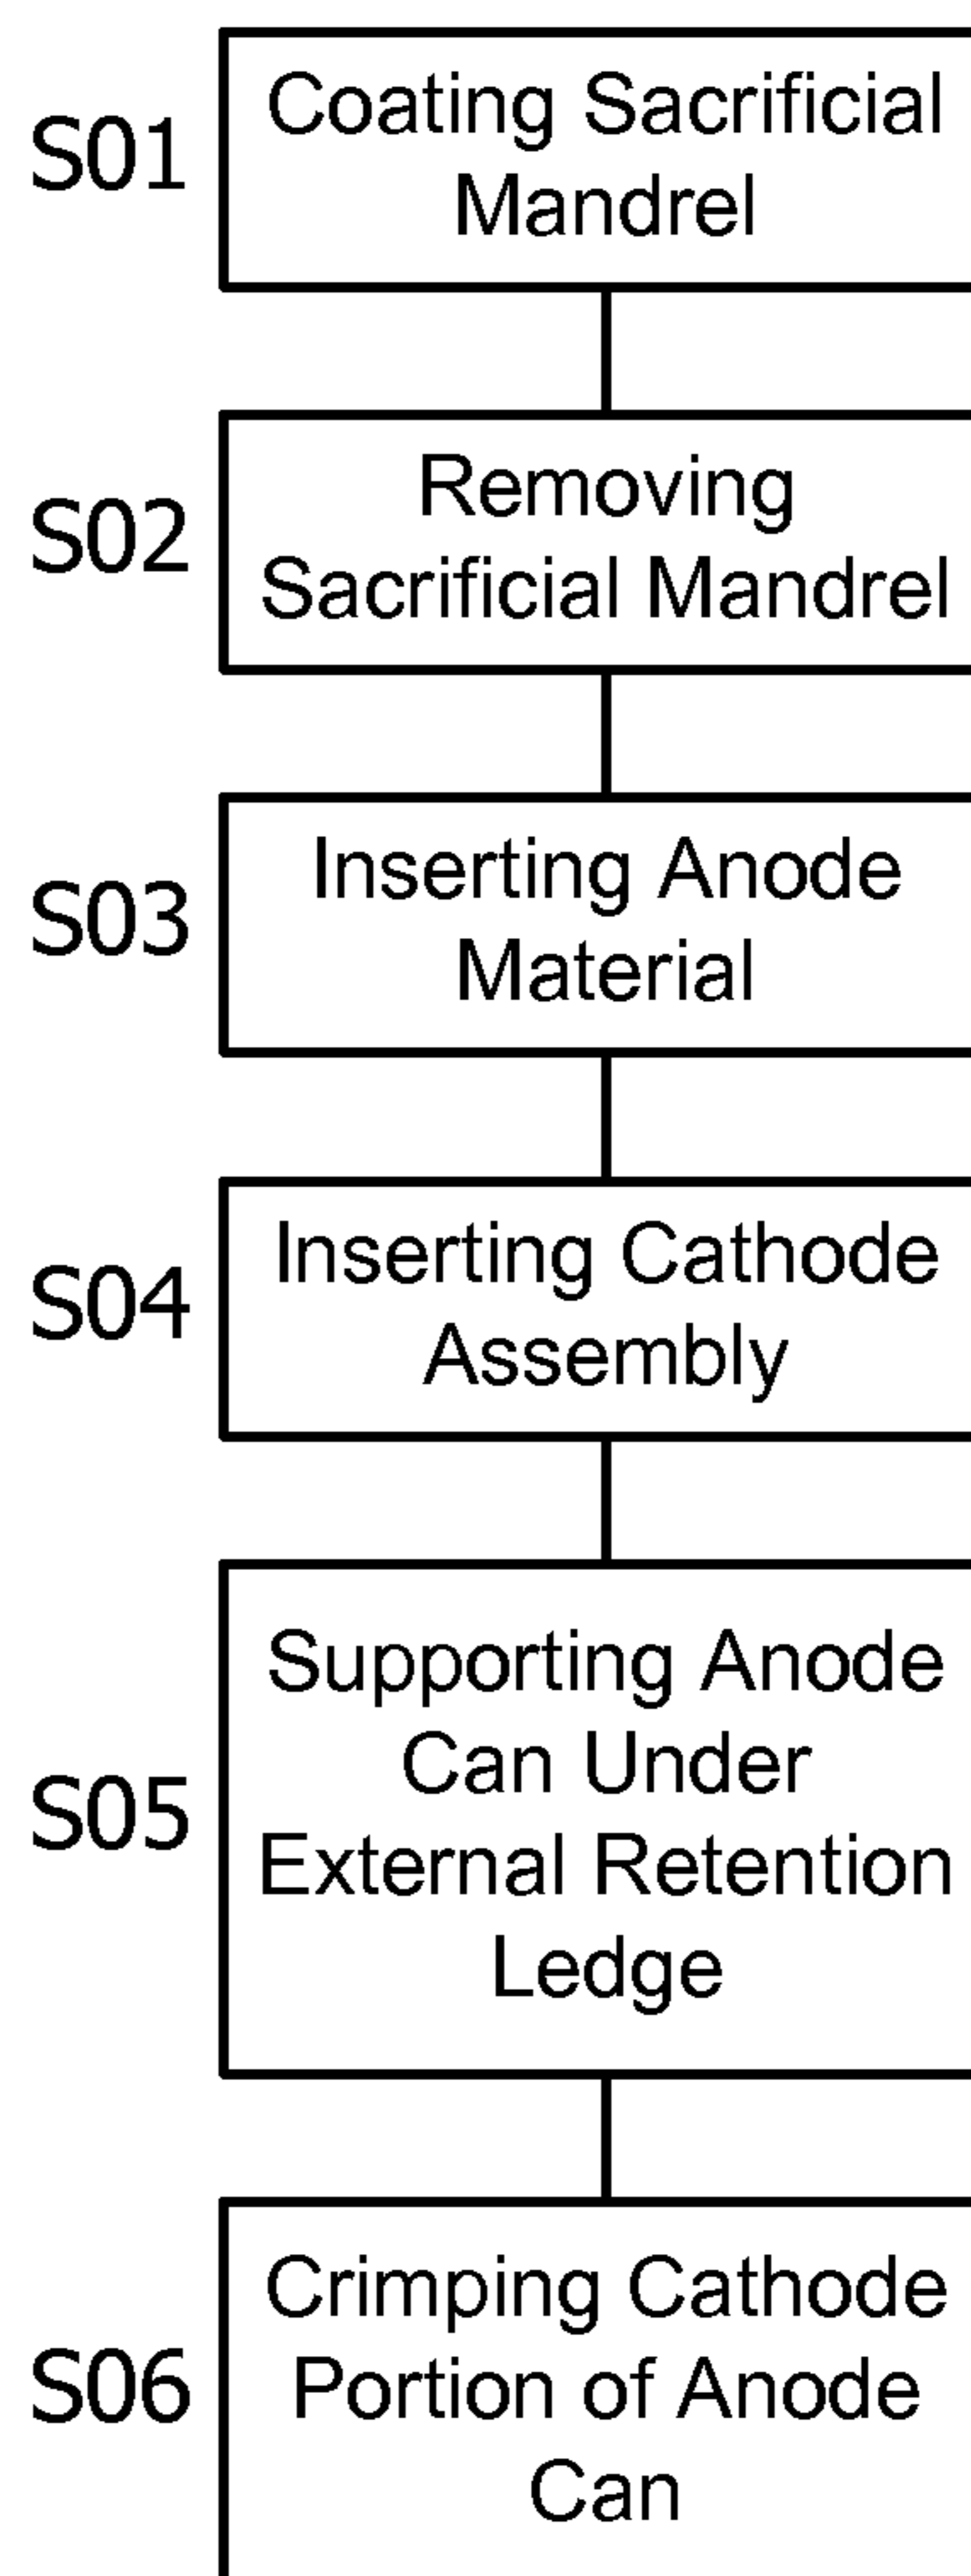 S01
Coating Sacrificial
Mandrel
S02
Removing
Sacrificial Mandrel
S03
Inserting Anode
Material
S04
Inserting Cathode
Assembly
S05
Supporting Anode
Can Under
External Retention
Ledge
S06
Crimping Cathode
Portion of Anode
Can